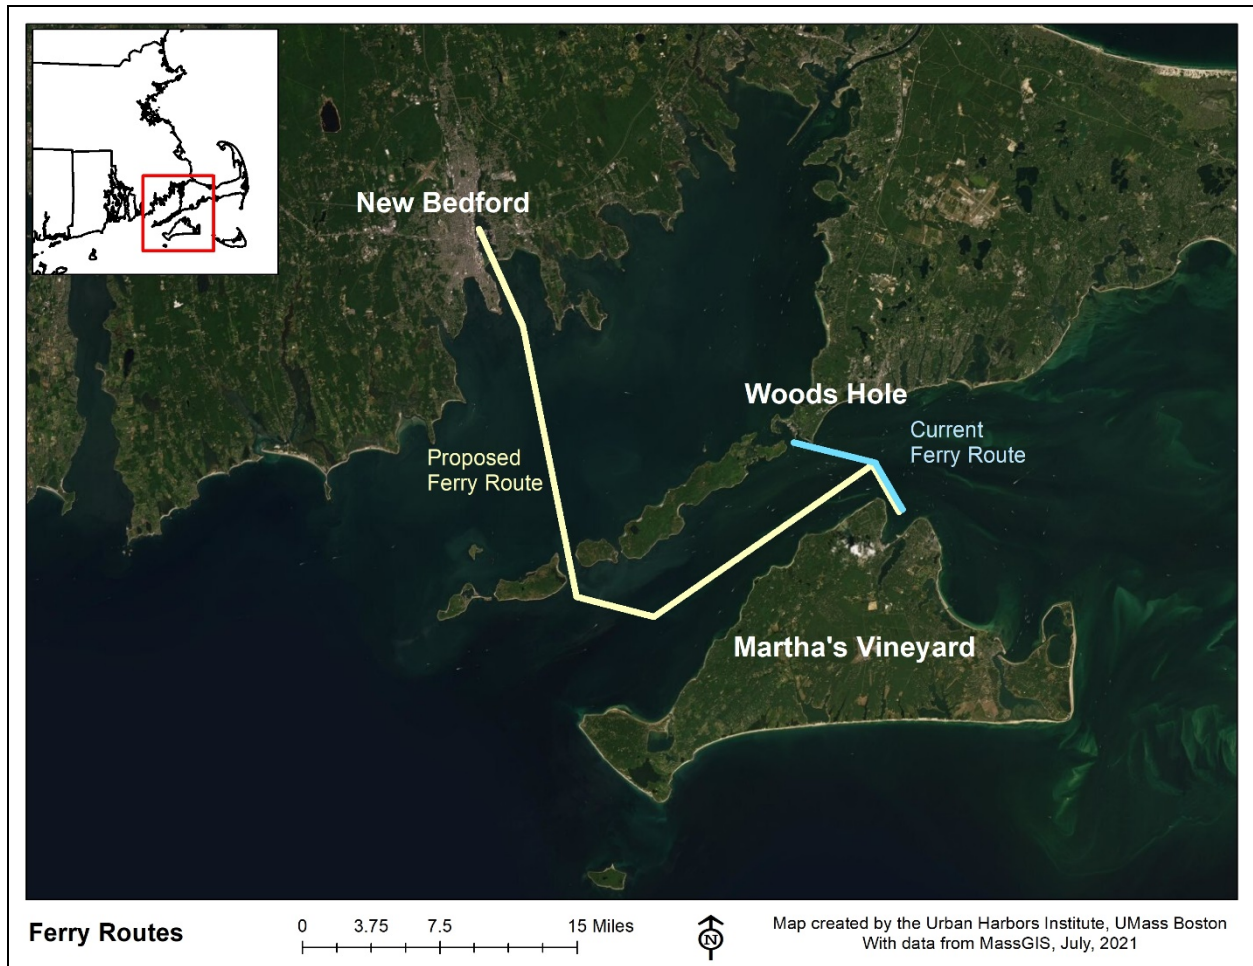 New Bedford
Woods Hole
Current
Ferry Route
Proposed
Ferry Route
Martha's Vineyard
Ferry Routes
0 3.75 7.5 15 Miles
N
Map created by the Urban Harbors Institute, UMass Boston
With data from MassGIS, July, 2021